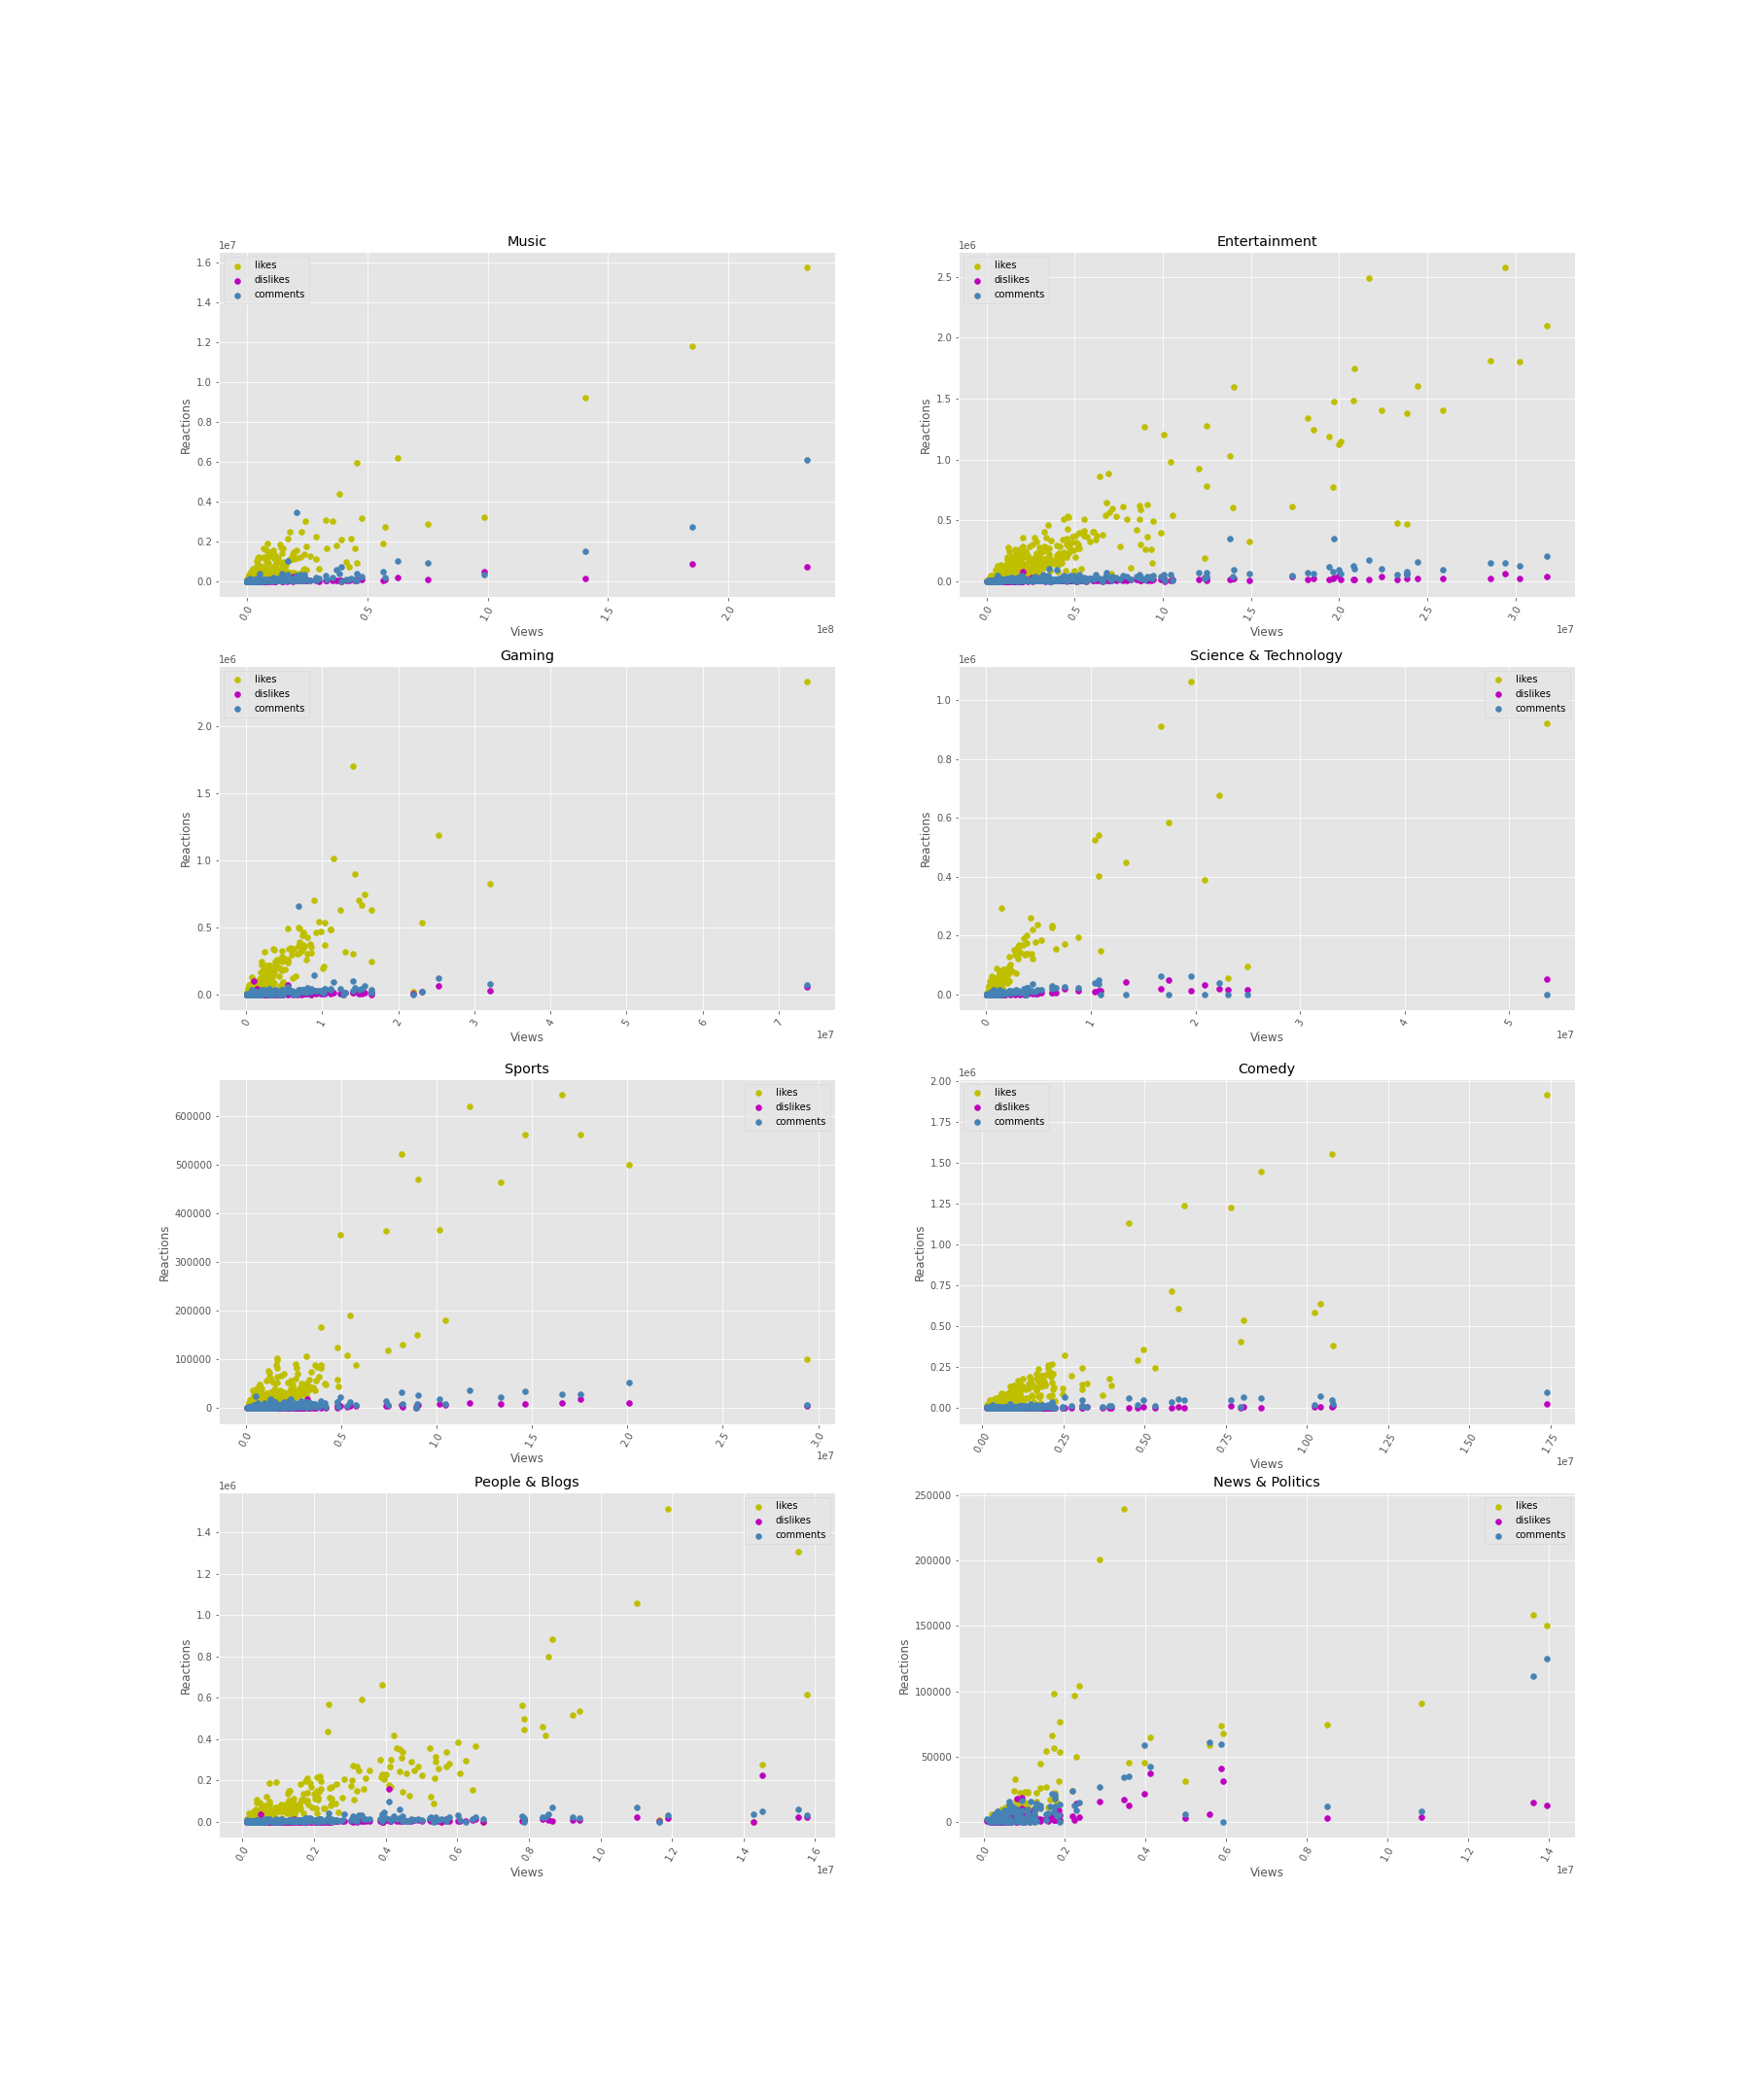 Music
1e7
likes
dislikes
comments
1.6
1.4
1.2
1.0
0.8
0.6
0.4
0.2
0.0
Reactions
0.0
0.5
1.0
1.5
2.0
Views
1e8
Entertainment
1e6
likes
dislikes
comments
2.5
2.0
1.5
1.0
0.5
0.0
Reactions
0.0
0.5
1.0
1.5
2.0
2.5
3.0
Views
1e7
Gaming
1e6
likes
dislikes
comments
2.0
1.5
1.0
0.5
0.0
Reactions
0
1
2
3
4
5
6
7
Views
1e7
Science & Technology
1e6
likes
dislikes
comments
1.0
0.8
0.6
0.4
0.2
0.0
Reactions
0
1
2
3
4
5
Views
1e7
Sports
likes
dislikes
comments
600000
500000
400000
300000
200000
100000
0
Reactions
0.0
0.5
1.0
1.5
2.0
2.5
3.0
Views
1e7
Comedy
1e6
likes
dislikes
comments
2.00
1.75
1.50
1.25
1.00
0.75
0.50
0.25
0.00
Reactions
0.00
0.25
0.50
0.75
1.00
1.25
1.50
1.75
Views
1e7
People & Blogs
1e6
likes
dislikes
comments
1.4
1.2
1.0
0.8
0.6
0.4
0.2
0.0
Reactions
0.0
0.2
0.4
0.6
0.8
1.0
1.2
1.4
1.6
Views
1e7
News & Politics
likes
dislikes
comments
250000
200000
150000
100000
50000
0
Reactions
0.0
0.2
0.4
0.6
0.8
1.0
1.2
1.4
Views
1e7